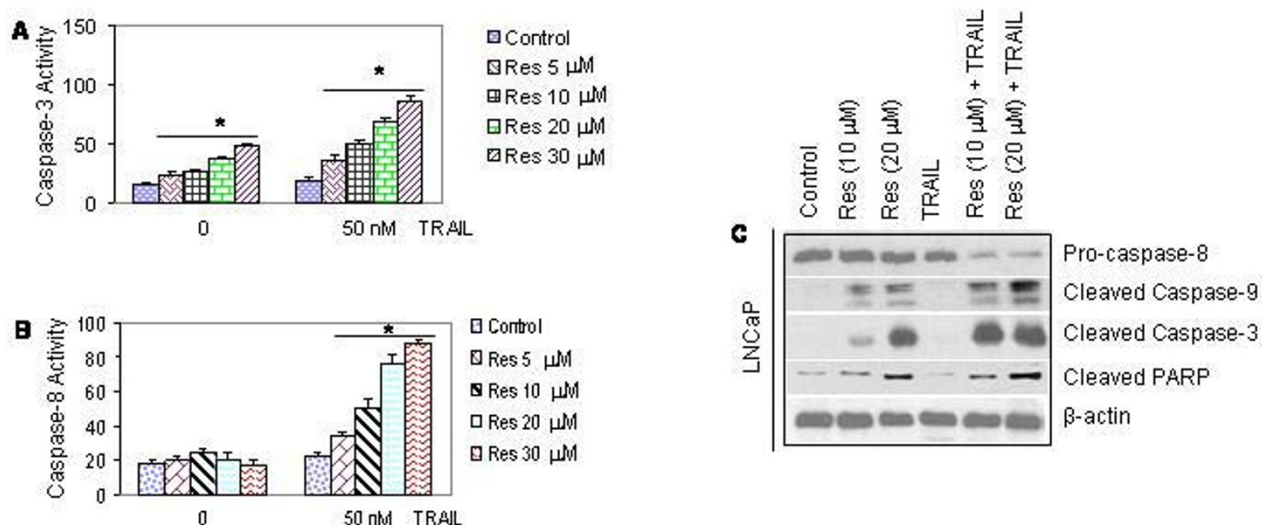 A
Caspase-3 Activity
150
100
50
0
*
*
0
50 nM TRAIL
Control
Res 5 μM
Res 10 μM
Res 20 μM
Res 30 μM
B
Caspase-8 Activity
100
80
60
40
20
0
*
0
50 nM TRAIL
Control
Res 5 μM
Res 10 μM
Res 20 μM
Res 30 μM
C
LNCaP
Control
Res (10 μM)
Res (20 μM)
TRAIL
Res (10 μM) + TRAIL
Res (20 μM) + TRAIL
Pro-caspase-8
Cleaved Caspase-9
Cleaved Caspase-3
Cleaved PARP
β-actin